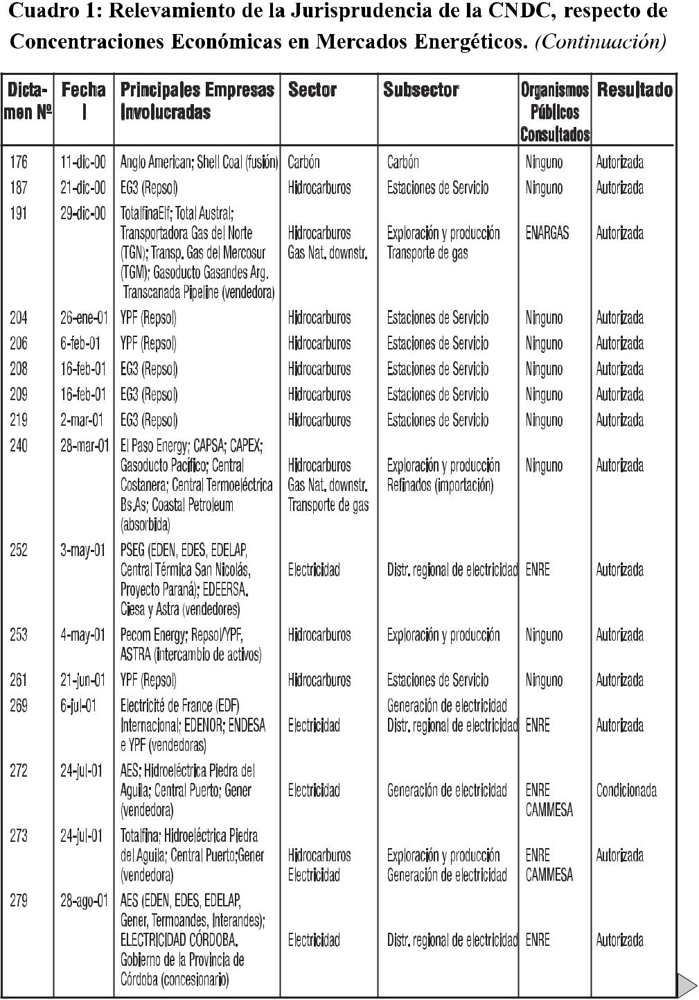 Cuadro 1: Relevamiento de la Jurisprudencia de la CNDC, respecto de
Concentraciones Económicas en Mercados Energéticos. (Continuación)
Dicta- Fecha Principales Empresas Sector Subsector Organismos Resultado
men Nº l Involucradas Públicos
Consultados
176 11-dic-00 Anglo American; Shell Coal (fusión) Carbón Carbón Ninguno Autorizada
187 21-dic-00 EG3 (Repsol) Hidrocarburos Estaciones de Servicio Ninguno Autorizada
191 29-dic-00 TotalfinaElf; Total Austral;
Transportadora Gas del Norte Hidrocarburos Exploración y producción ENARGAS Autorizada
(TGN); Transp. Gas del Mercosur Gas Nat. downstr. Transporte de gas
(TGM); Gasoducto Gasandes Arg.
Transcanada Pipeline (vendedora)
204 26-ene-01 YPF (Repsol) Hidrocarburos Estaciones de Servicio Ninguno Autorizada
206 6-feb-01 YPF (Repsol) Hidrocarburos Estaciones de Servicio Ninguno Autorizada
208 16-feb-01 EG3 (Repsol) Hidrocarburos Estaciones de Servicio Ninguno Autorizada
209 16-feb-01 EG3 (Repsol) Hidrocarburos Estaciones de Servicio Ninguno Autorizada
219 2-mar-01 EG3 (Repsol) Hidrocarburos Estaciones de Servicio Ninguno Autorizada
240 28-mar-01 El Paso Energy; CAPSA; CAPEX;
Gasoducto Pacífico; Central Hidrocarburos Exploración y producción Ninguno Autorizada
Costanera; Central Termoeléctrica Gas Nat. downstr. Refinados (importación)
Bs.As; Coastal Petroleum Transporte de gas
(absorbida)
252 3-may-01 PSEG (EDEN, EDES, EDELAP,
Central Térmica San Nicolás, Electricidad Distr. regional de electricidad ENRE Autorizada
Proyecto Paraná); EDEERSA.
Ciesa y Astra (vendedores)
253 4-may-01 Pecom Energy; Repsol/YPF, Hidrocarburos Exploración y producción Ninguno Autorizada
ASTRA (intercambio de activos)
261 21-jun-01 YPF (Repsol) Hidrocarburos Estaciones de Servicio Ninguno Autorizada
269 6-jul-01 Electricité de France (EDF) Generación de electricidad
Internacional; EDENOR; ENDESA Electricidad Distr. regional de electricidad ENRE Autorizada
e YPF (vendedoras)
272 24-jul-01 AES; Hidroeléctrica Piedra del
Aguila; Central Puerto; Gener Electricidad Generación de electricidad ENRE Condicionada
(vendedora) CAMMESA
273 24-jul-01 Totalfina; Hidroeléctrica Piedra
del Aguila; Central Puerto;Gener Hidrocarburos Exploración y producción ENRE Autorizada
(vendedora) Electricidad Generación de electricidad CAMMESA
279 28-ago-01 AES (EDEN, EDES, EDELAP,
Gener, Termoandes, Interandes);
ELECTRICIDAD CÓRDOBA. Electricidad Distr. regional de electricidad ENRE Autorizada
Gobierno de la Provincia de
Córdoba (concesionario)